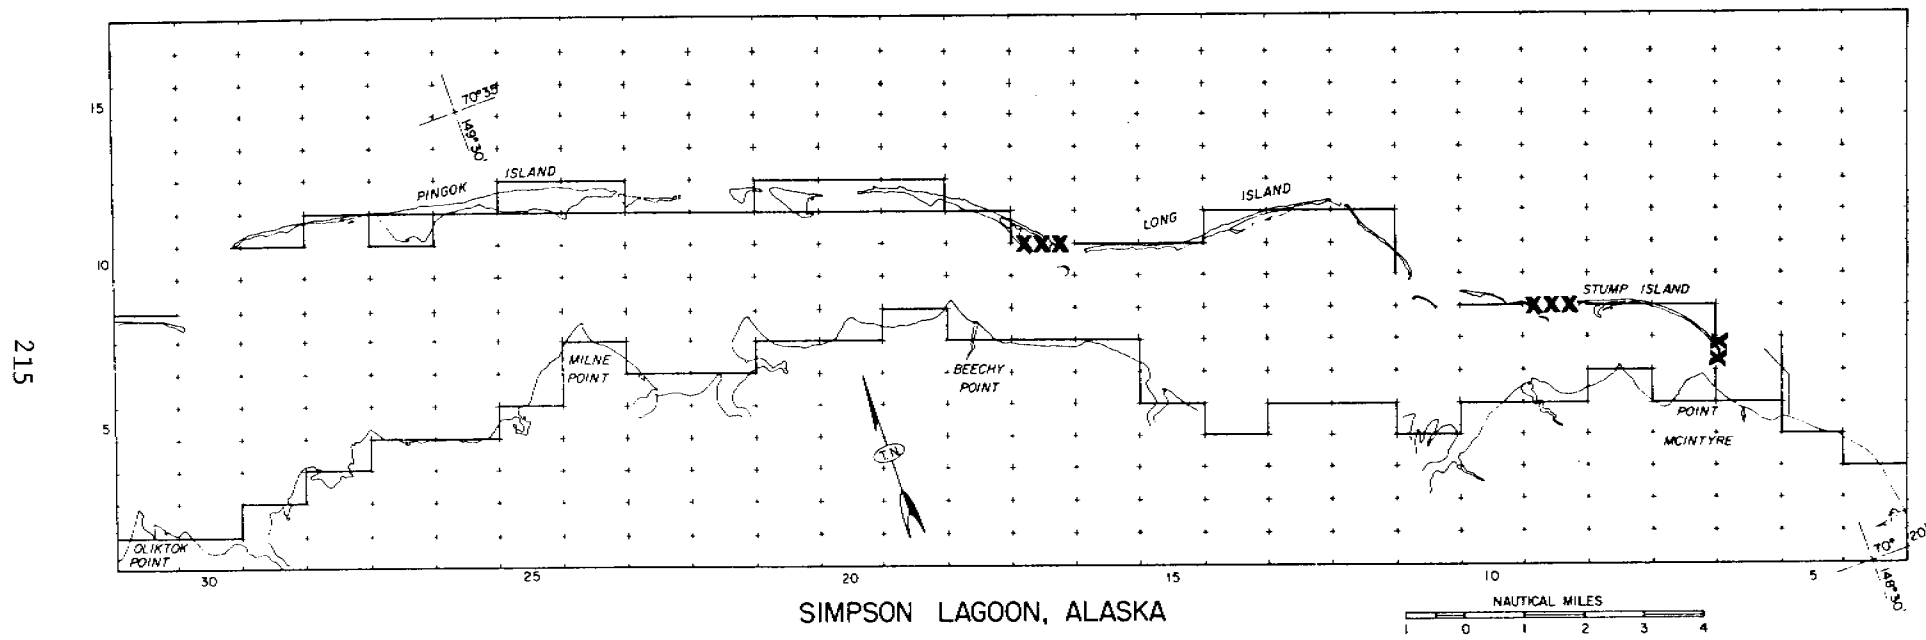 215
15
10
5
70°35'
149°30'
PINGOK ISLAND
LONG ISLAND
STUMP ISLAND
XXX
XXX
X
X
MILNE
POINT
BEECHY
POINT
POINT
MCINTYRE
OLIKTOK
POINT
T.N.
70° 20'
148°30'
30 25 20 15 10 5
SIMPSON LAGOON, ALASKA
NAUTICAL MILES
1 0 1 2 3 4